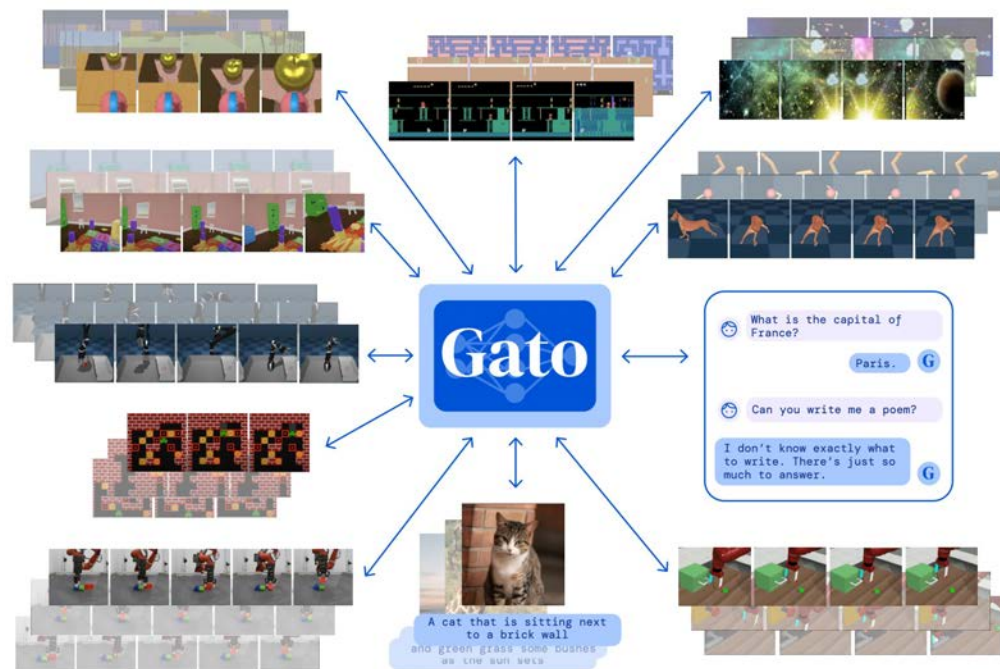 Gato
What is the capital of
France?
Paris.
G
Can you write me a poem?
I don't know exactly what
to write. There's just so
much to answer.
G
A cat that is sitting next
to a brick wall
and green grass some bushes
as the sun sets